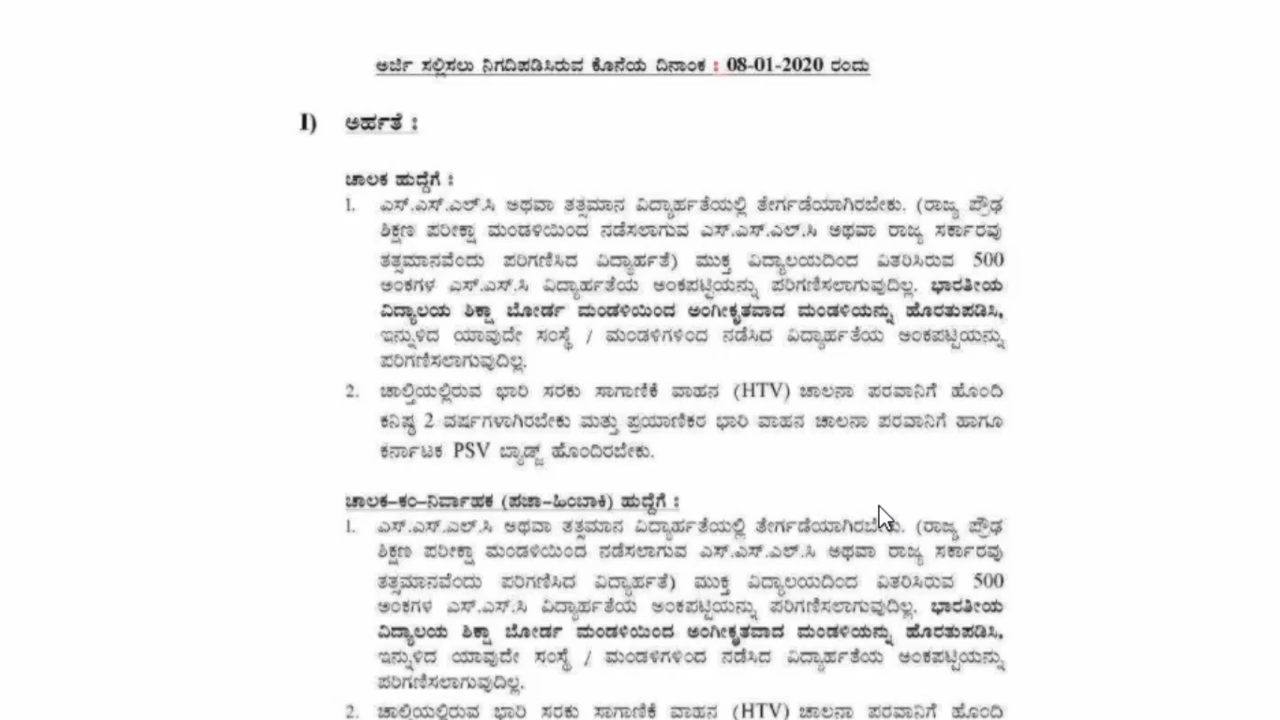 ಅರ್ಜಿ ಸಲ್ಲಿಸಲು ನಿಗದಿಪಡಿಸಿರುವ ಕೊನೆಯ ದಿನಾಂಕ : 08-01-2020 ರಂದು
I) ಅರ್ಹತೆ :
ಚಾಲಕ ಹುದ್ದೆಗೆ :
1. ಎಸ್.ಎಸ್.ಎಲ್.ಸಿ ಅಥವಾ ತತ್ಸಮಾನ ವಿದ್ಯಾರ್ಹತೆಯಲ್ಲಿ ತೇರ್ಗಡೆಯಾಗಿರಬೇಕು. (ರಾಜ್ಯ ಪ್ರೌಢ
ಶಿಕ್ಷಣ ಪರೀಕ್ಷಾ ಮಂಡಳಿಯಿಂದ ನಡೆಸಲಾಗುವ ಎಸ್.ಎಸ್.ಎಲ್.ಸಿ ಅಥವಾ ರಾಜ್ಯ ಸರ್ಕಾರವು
ತತ್ಸಮಾನವೆಂದು ಪರಿಗಣಿಸಿದ ವಿದ್ಯಾರ್ಹತೆ) ಮುಕ್ತ ವಿದ್ಯಾಲಯದಿಂದ ವಿತರಿಸಿರುವ 500
ಅಂಕಗಳ ಎಸ್.ಎಸ್.ಸಿ ವಿದ್ಯಾರ್ಹತೆಯ ಅಂಕಪಟ್ಟಿಯನ್ನು ಪರಿಗಣಿಸಲಾಗುವುದಿಲ್ಲ. ಭಾರತೀಯ
ವಿದ್ಯಾಲಯ ಶಿಕ್ಷಾ ಬೋರ್ಡ ಮಂಡಳಿಯಿಂದ ಅಂಗೀಕೃತವಾದ ಮಂಡಳಿಯನ್ನು ಹೊರತುಪಡಿಸಿ,
ಇನ್ನುಳಿದ ಯಾವುದೇ ಸಂಸ್ಥೆ / ಮಂಡಳಿಗಳಿಂದ ನಡೆಸಿದ ವಿದ್ಯಾರ್ಹತೆಯ ಅಂಕಪಟ್ಟಿಯನ್ನು
ಪರಿಗಣಿಸಲಾಗುವುದಿಲ್ಲ.
2. ಚಾಲ್ತಿಯಲ್ಲಿರುವ ಭಾರಿ ಸರಕು ಸಾಗಾಣಿಕೆ ವಾಹನ (HTV) ಚಾಲನಾ ಪರವಾನಿಗೆ ಹೊಂದಿ
ಕನಿಷ್ಠ 2 ವರ್ಷಗಳಾಗಿರಬೇಕು ಮತ್ತು ಪ್ರಯಾಣಿಕರ ಭಾರಿ ವಾಹನ ಚಾಲನಾ ಪರವಾನಿಗೆ ಹಾಗೂ
ಕರ್ನಾಟಕ PSV ಬ್ಯಾಡ್ಜ್ ಹೊಂದಿರಬೇಕು.
ಚಾಲಕ-ಕಂ-ನಿರ್ವಾಹಕ (ಪಜಾ-ಹಿಂಬಾಕಿ) ಹುದ್ದೆಗೆ :
1. ಎಸ್.ಎಸ್.ಎಲ್.ಸಿ ಅಥವಾ ತತ್ಸಮಾನ ವಿದ್ಯಾರ್ಹತೆಯಲ್ಲಿ ತೇರ್ಗಡೆಯಾಗಿರಬೇಕು. (ರಾಜ್ಯ ಪ್ರೌಢ
ಶಿಕ್ಷಣ ಪರೀಕ್ಷಾ ಮಂಡಳಿಯಿಂದ ನಡೆಸಲಾಗುವ ಎಸ್.ಎಸ್.ಎಲ್.ಸಿ ಅಥವಾ ರಾಜ್ಯ ಸರ್ಕಾರವು
ತತ್ಸಮಾನವೆಂದು ಪರಿಗಣಿಸಿದ ವಿದ್ಯಾರ್ಹತೆ) ಮುಕ್ತ ವಿದ್ಯಾಲಯದಿಂದ ವಿತರಿಸಿರುವ 500
ಅಂಕಗಳ ಎಸ್.ಎಸ್.ಸಿ ವಿದ್ಯಾರ್ಹತೆಯ ಅಂಕಪಟ್ಟಿಯನ್ನು ಪರಿಗಣಿಸಲಾಗುವುದಿಲ್ಲ. ಭಾರತೀಯ
ವಿದ್ಯಾಲಯ ಶಿಕ್ಷಾ ಬೋರ್ಡ ಮಂಡಳಿಯಿಂದ ಅಂಗೀಕೃತವಾದ ಮಂಡಳಿಯನ್ನು ಹೊರತುಪಡಿಸಿ,
ಇನ್ನುಳಿದ ಯಾವುದೇ ಸಂಸ್ಥೆ / ಮಂಡಳಿಗಳಿಂದ ನಡೆಸಿದ ವಿದ್ಯಾರ್ಹತೆಯ ಅಂಕಪಟ್ಟಿಯನ್ನು
ಪರಿಗಣಿಸಲಾಗುವುದಿಲ್ಲ.
2. ಚಾಲ್ತಿಯಲ್ಲಿರುವ ಭಾರಿ ಸರಕು ಸಾಗಾಣಿಕೆ ವಾಹನ (HTV) ಚಾಲನಾ ಪರವಾನಿಗೆ ಹೊಂದಿ